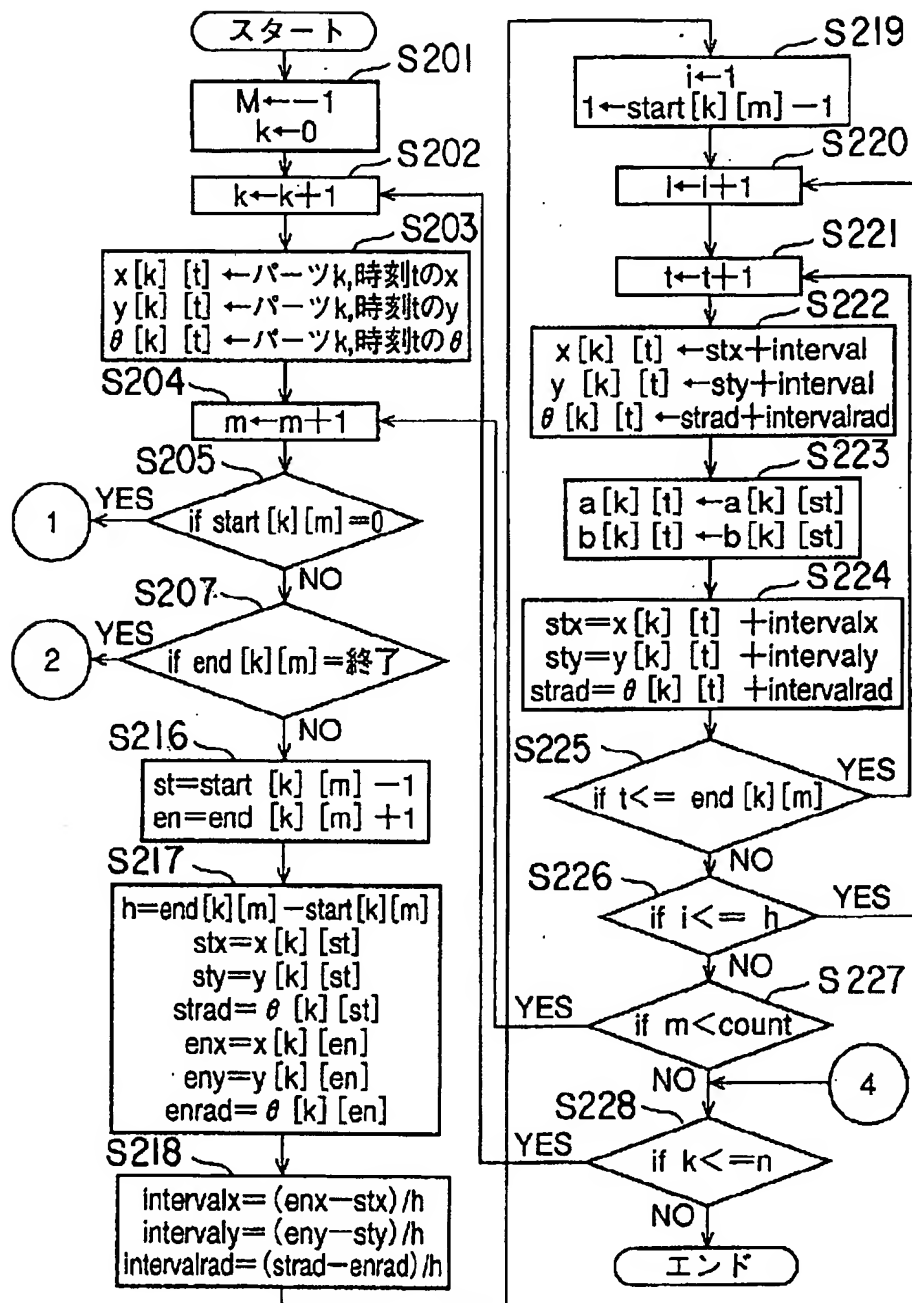 スタート
S201
M←−1
k←0
S202
k←k+1
S203
x[k] [t] ←パーツk,時刻tのx
y[k] [t] ←パーツk,時刻tのy
θ[k] [t] ←パーツk,時刻tのθ
S204
m←m+1
S205
YES
1
if start[k][m]=0
NO
S207
YES
2
if end[k][m]=終了
NO
S216
st=start [k] [m] −1
en=end [k] [m] +1
S217
h=end[k][m]−start[k][m]
stx=x[k] [st]
sty=y[k] [st]
strad=θ[k] [st]
enx=x[k] [en]
eny=y[k] [en]
enrad=θ[k] [en]
S218
intervalx=(enx−stx)/h
intervaly=(eny−sty)/h
intervalrad=(strad−enrad)/h
S219
i←1
1←start[k][m]−1
S220
i←i+1
S221
t←t+1
S222
x[k] [t] ←stx+interval
y [k] [t] ←sty+interval
θ[k] [t] ←strad+intervalrad
S223
a[k] [t] ←a[k] [st]
b[k] [t] ←b[k] [st]
S224
stx=x[k] [t] +intervalx
sty=y[k] [t] +intervaly
strad=θ[k] [t] +intervalrad
S225
YES
if t<= end[k][m]
NO
S226
YES
if i<= h
NO
S227
YES
if m<count
NO
4
S228
YES
if k<=n
NO
エンド